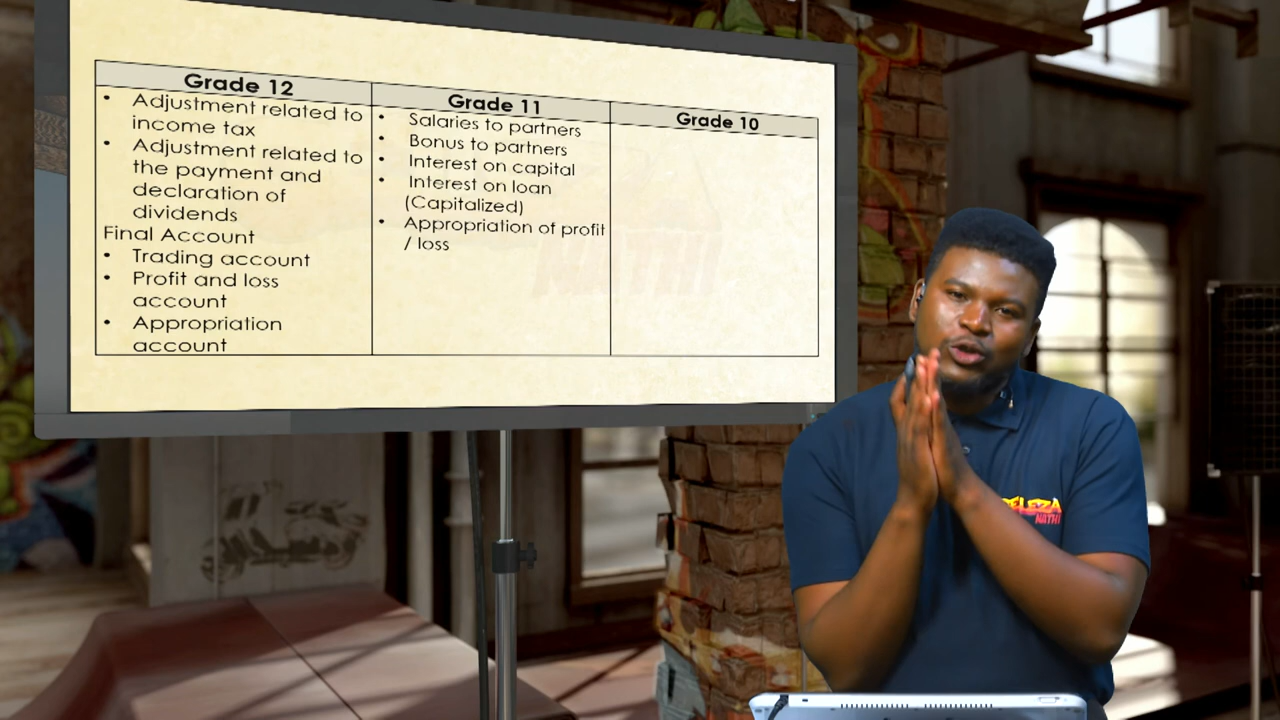 Grade 12
• Adjustment related to
income tax
• Adjustment related to
the payment and
declaration of
dividends
Final Account
• Trading account
• Profit and loss
account
• Appropriation
account
Grade 11
• Salaries to partners
• Bonus to partners
• Interest on capital
• Interest on loan
(Capitalized)
• Appropriation of profit
/ loss
Grade 10
NATHI